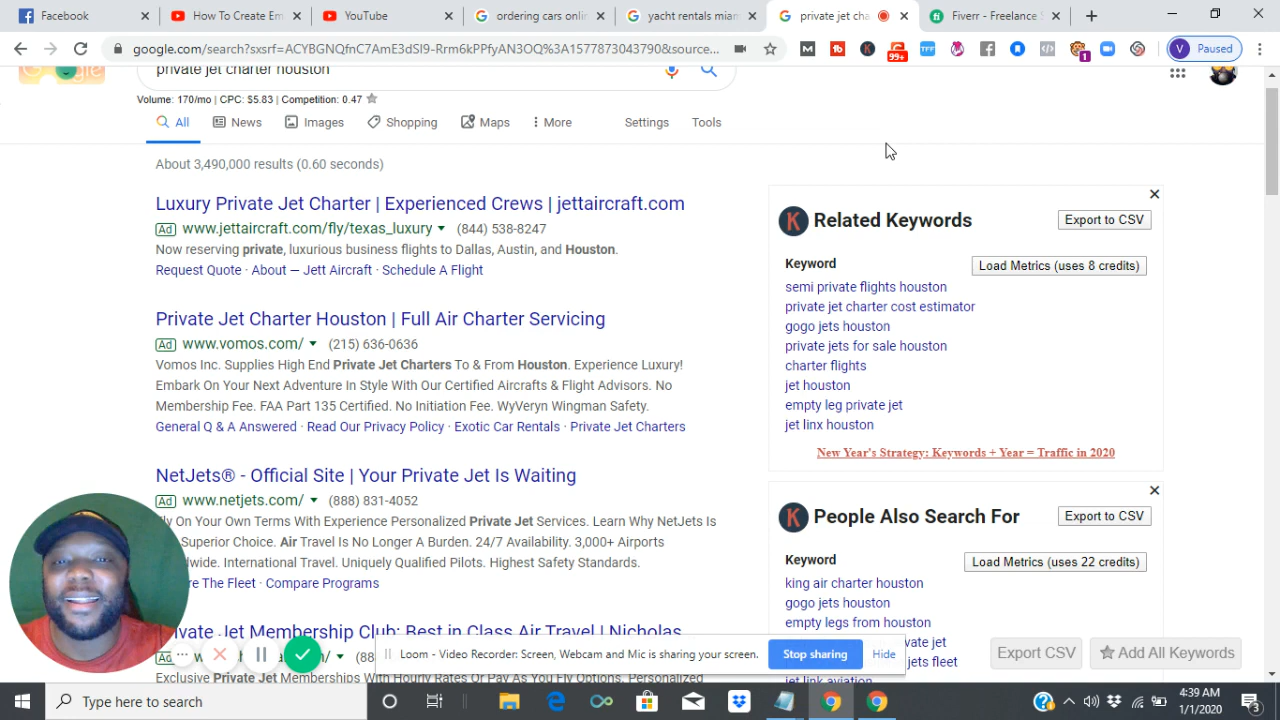 Facebook
How To Create Em
YouTube
ordering cars onli
yacht rentals miam
private jet cha
Fiverr - Freelance S
google.com/search?sxsrf=ACYBGNQfnC7AmE3dSI9-Rrm6kPPfyAN3OQ%3A1577873043790&source...
99+
TFF
1
V Paused
private jet charter houston
Volume: 170/mo | CPC: $5.83 | Competition: 0.47
All
News
Images
Shopping
Maps
More
Settings
Tools
About 3,490,000 results (0.60 seconds)
Luxury Private Jet Charter | Experienced Crews | jettaircraft.com
Ad www.jettaircraft.com/fly/texas_luxury (844) 538-8247
Now reserving private, luxurious business flights to Dallas, Austin, and Houston.
Request Quote · About — Jett Aircraft · Schedule A Flight
Private Jet Charter Houston | Full Air Charter Servicing
Ad www.vomos.com/ (215) 636-0636
Vomos Inc. Supplies High End Private Jet Charters To & From Houston. Experience Luxury!
Embark On Your Next Adventure In Style With Our Certified Aircrafts & Flight Advisors. No
Membership Fee. FAA Part 135 Certified. No Initiation Fee. WyVeryn Wingman Safety.
General Q & A Answered · Read Our Privacy Policy · Exotic Car Rentals · Private Jet Charters
NetJets® - Official Site | Your Private Jet Is Waiting
Ad www.netjets.com/ (888) 831-4052
Fly On Your Own Terms With Experience Personalized Private Jet Services. Learn Why NetJets Is
Superior Choice. Air Travel Is No Longer A Burden. 24/7 Availability. 3,000+ Airports
dwide. International Travel. Uniquely Qualified Pilots. Highest Safety Standards.
re The Fleet · Compare Programs
Private Jet Membership Club: Best in Class Air Travel | Nicholas
Ad
(88
Exclusive Private Jet Memberships With Hourly Rates Or Pay As You Fly Options. Personalized
K Related Keywords
Export to CSV
Keyword
Load Metrics (uses 8 credits)
semi private flights houston
private jet charter cost estimator
gogo jets houston
private jets for sale houston
charter flights
jet houston
empty leg private jet
jet linx houston
New Year's Strategy: Keywords + Year = Traffic in 2020
K People Also Search For
Export to CSV
Keyword
Load Metrics (uses 22 credits)
king air charter houston
gogo jets houston
empty legs from houston
vate jet
jets fleet
jet link aviation
Export CSV
Add All Keywords
Loom - Video Recorder: Screen, Webcam and Mic is sharing your screen.
Stop sharing
Hide
Type here to search
4:39 AM
1/1/2020
3